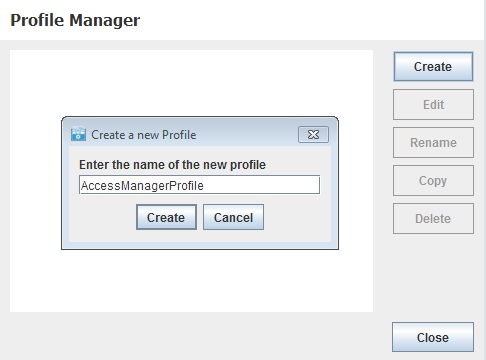 Profile Manager
Create
Edit
Rename
Copy
Delete
Create a new Profile
Enter the name of the new profile
AccessManagerProfile
Create Cancel
Close